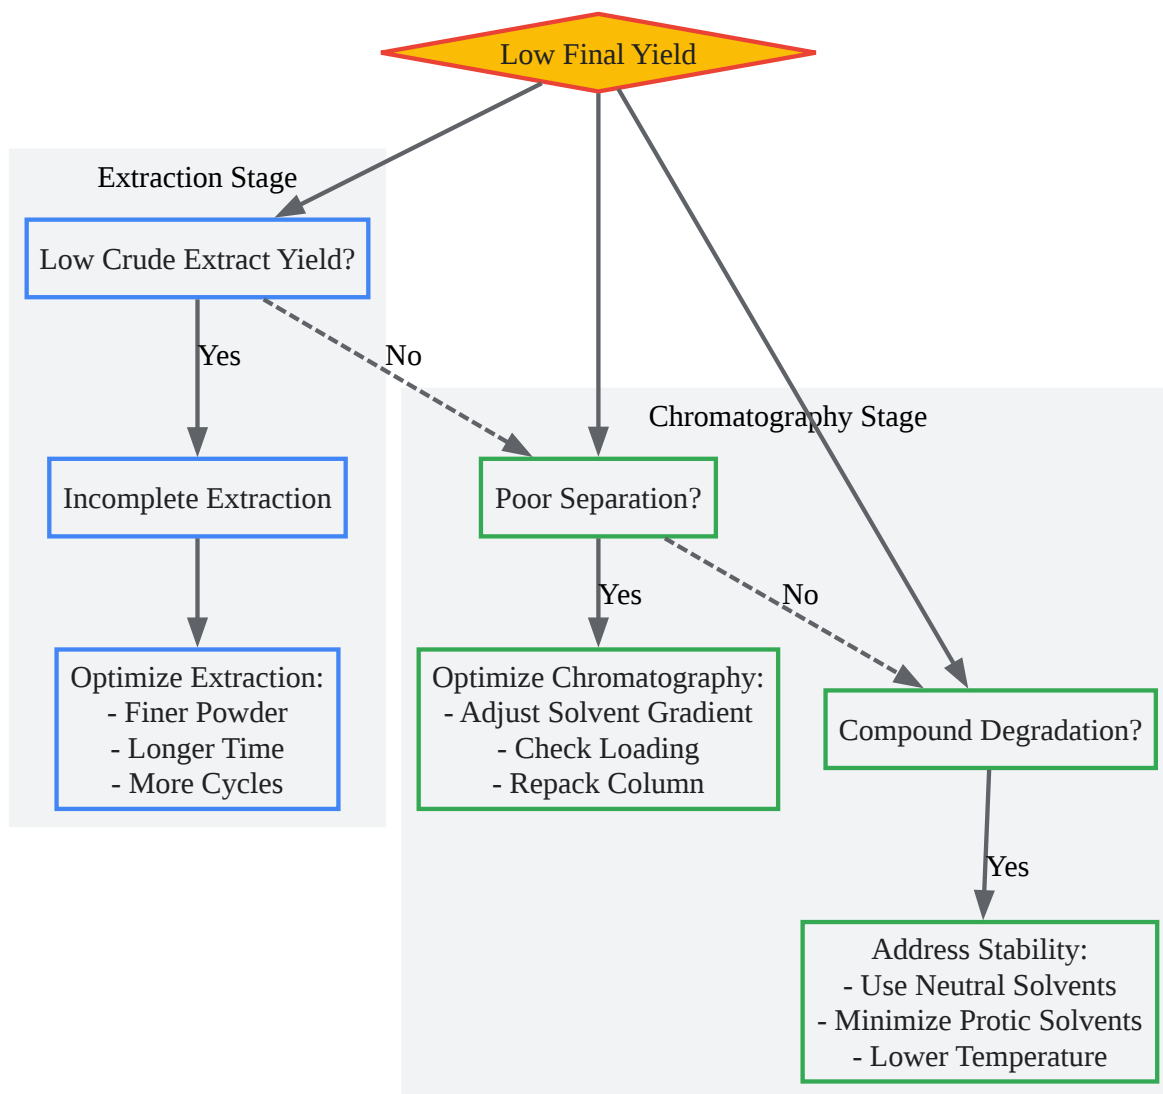 Low Final Yield
Extraction Stage
Low Crude Extract Yield?
Yes
No
Chromatography Stage
Incomplete Extraction
Poor Separation?
Yes
No
Optimize Extraction:
- Finer Powder
- Longer Time
- More Cycles
Optimize Chromatography:
- Adjust Solvent Gradient
- Check Loading
- Repack Column
Compound Degradation?
Yes
Address Stability:
- Use Neutral Solvents
- Minimize Protic Solvents
- Lower Temperature